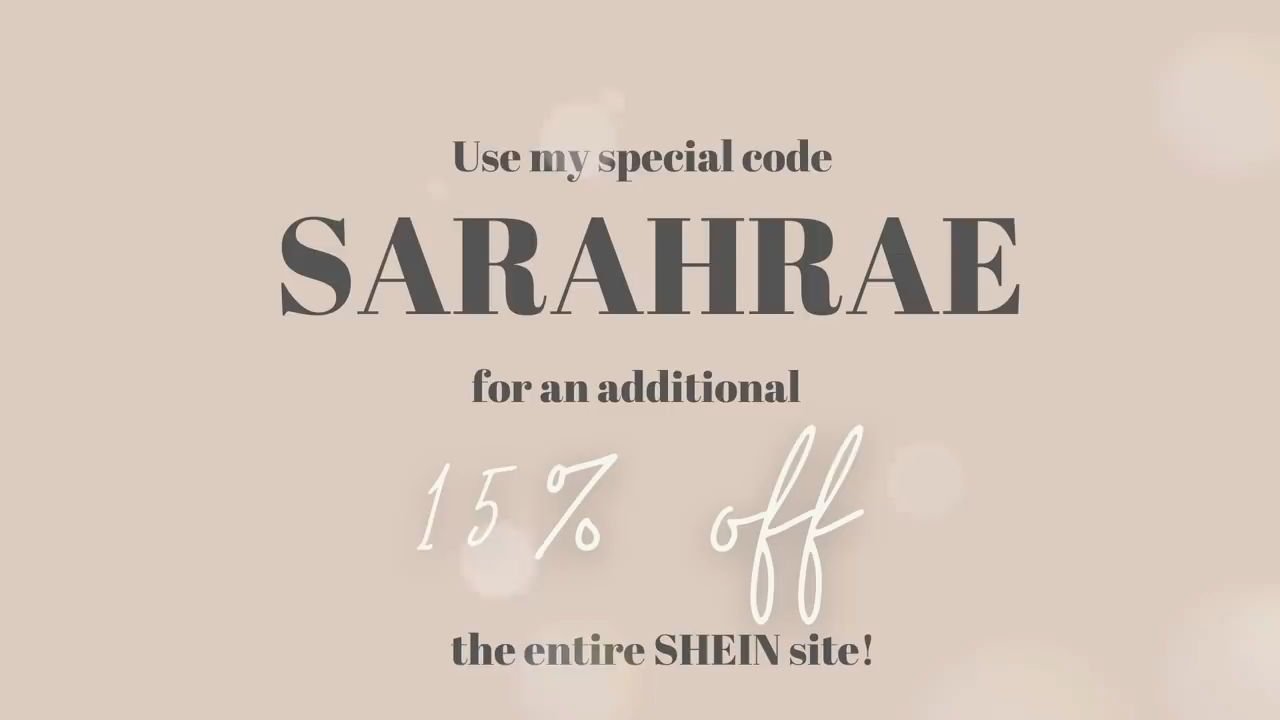 Use my special code
SARAHRAE
for an additional
15% off
the entire SHEIN site!